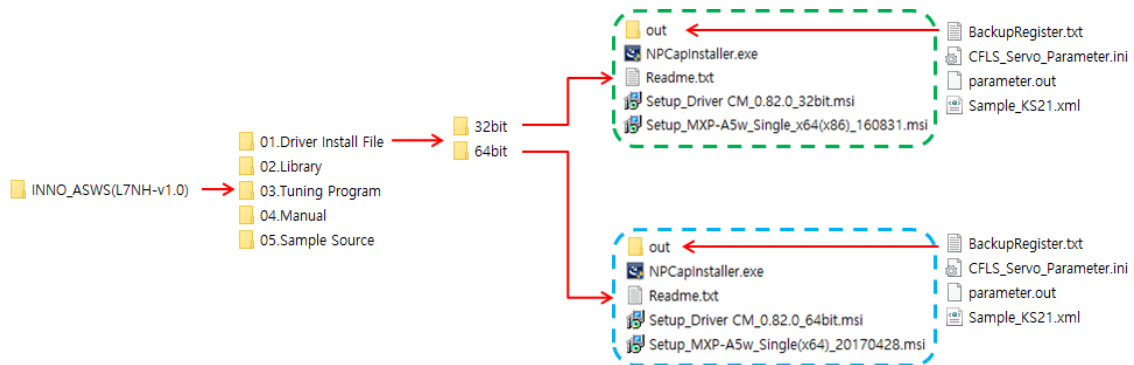 INNO_ASWS(L7NH-v1.0)
01.Driver Install File
02.Library
03.Tuning Program
04.Manual
05.Sample Source
32bit
64bit
out
NPCapInstaller.exe
Readme.txt
Setup_Driver CM_0.82.0_32bit.msi
Setup_MXP-A5w_Single_x64(x86)_160831.msi
BackupRegister.txt
CFLS_Servo_Parameter.ini
parameter.out
Sample_KS21.xml
out
NPCapInstaller.exe
Readme.txt
Setup_Driver CM_0.82.0_64bit.msi
Setup_MXP-A5w_Single(x64)_20170428.msi
BackupRegister.txt
CFLS_Servo_Parameter.ini
parameter.out
Sample_KS21.xml